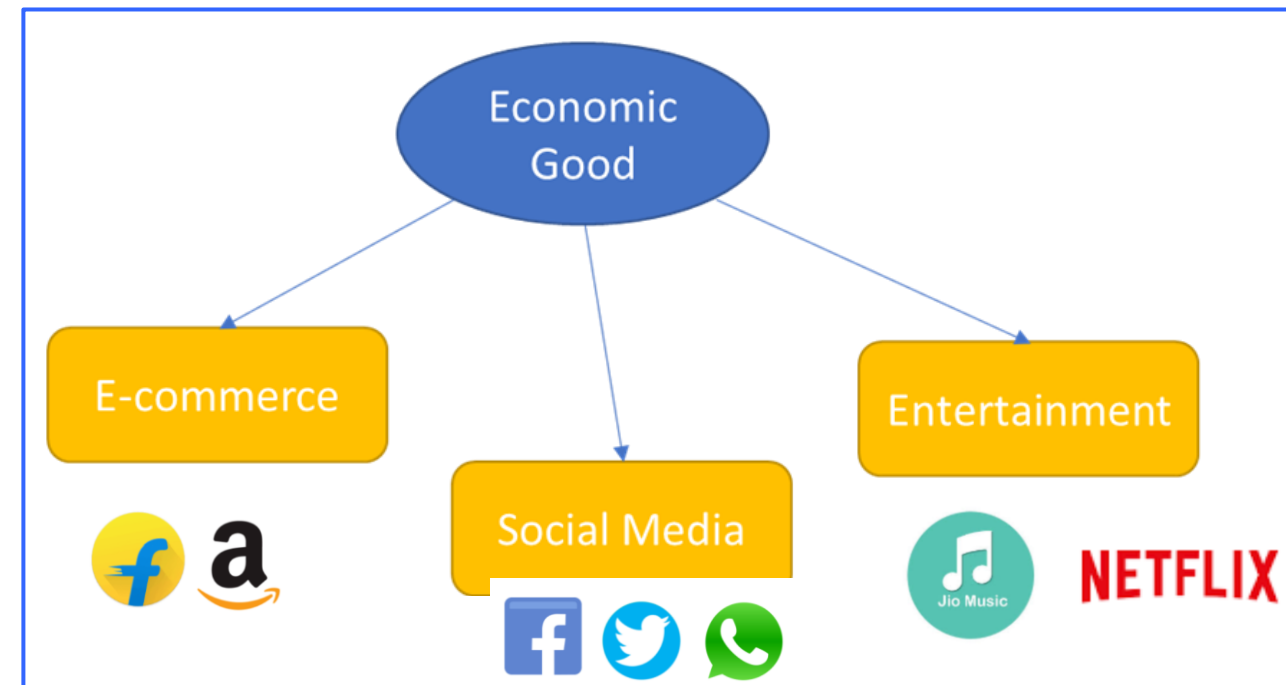 Economic
Good
E-commerce
Entertainment
Social Media
f a
Jio Music
NETFLIX
f